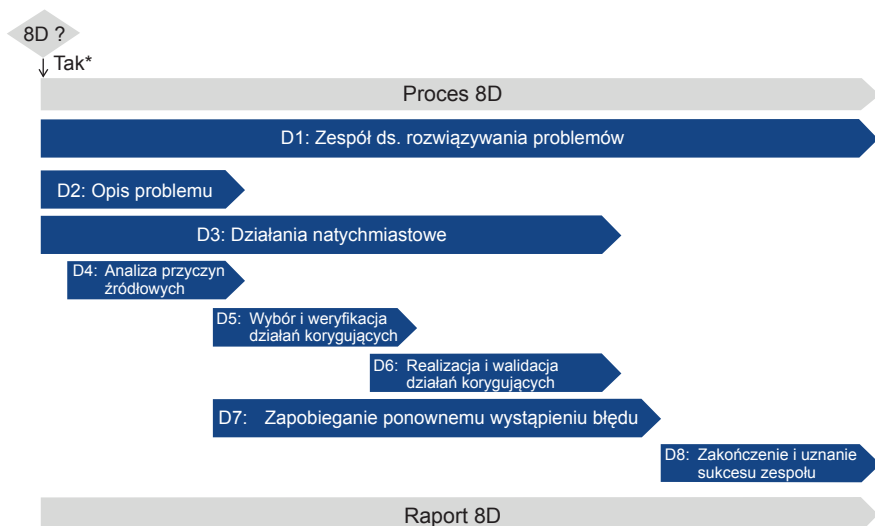 8D ?
Tak*
Proces 8D
D1: Zespół ds. rozwiązywania problemów
D2: Opis problemu
D3: Działania natychmiastowe
D4: Analiza przyczyn
źródłowych
D5: Wybór i weryfikacja
działań korygujących
D6: Realizacja i walidacja
działań korygujących
D7: Zapobieganie ponownemu wystąpieniu błędu
D8: Zakończenie i uznanie
sukcesu zespołu
Raport 8D